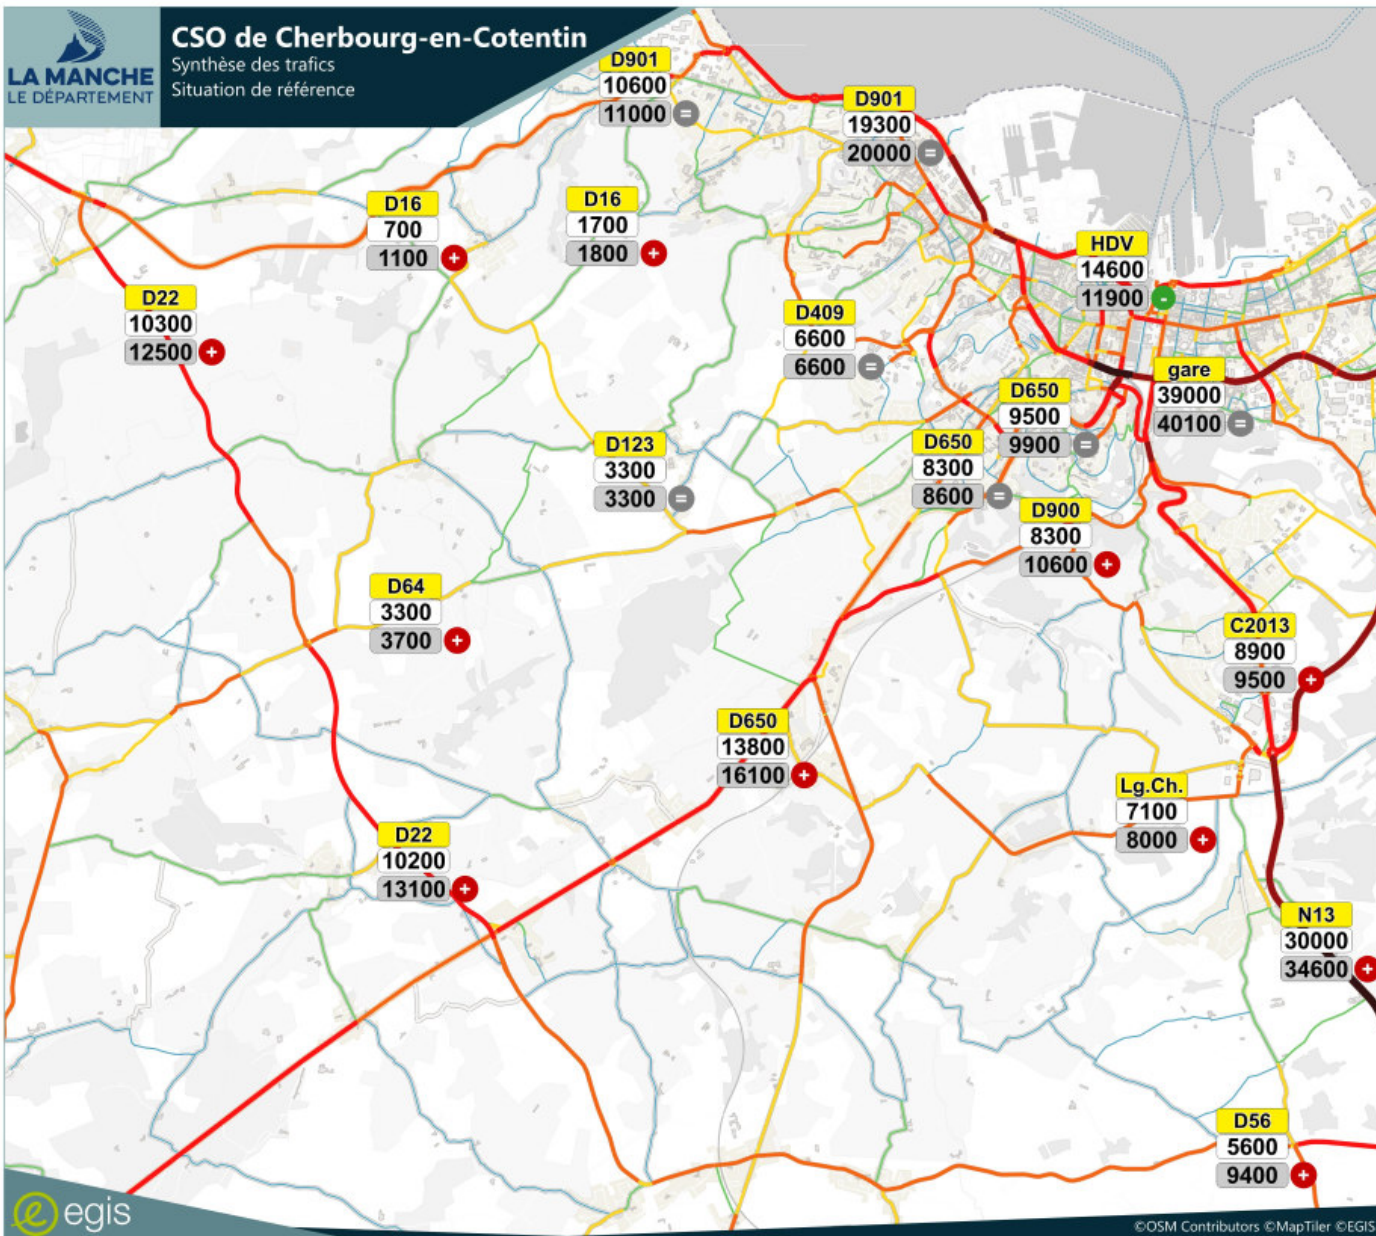 LA MANCHE
LE DÉPARTEMENT
CSO de Cherbourg-en-Cotentin
Synthèse des trafics
Situation de référence
D901
10600
11000 =
D901
19300
20000 =
D16
700
1100 +
D16
1700
1800 +
HDV
14600
11900 -
D22
10300
12500 +
D409
6600
6600 =
gare
39000
40100 =
D650
9500
9900 =
D123
3300
3300 =
D650
8300
8600 =
D900
8300
10600 +
D64
3300
3700 +
C2013
8900
9500 +
D650
13800
16100 +
Lg.Ch.
7100
8000 +
D22
10200
13100 +
N13
30000
34600 +
D56
5600
9400 +
egis
©OSM Contributors ©MapTiler ©EGIS